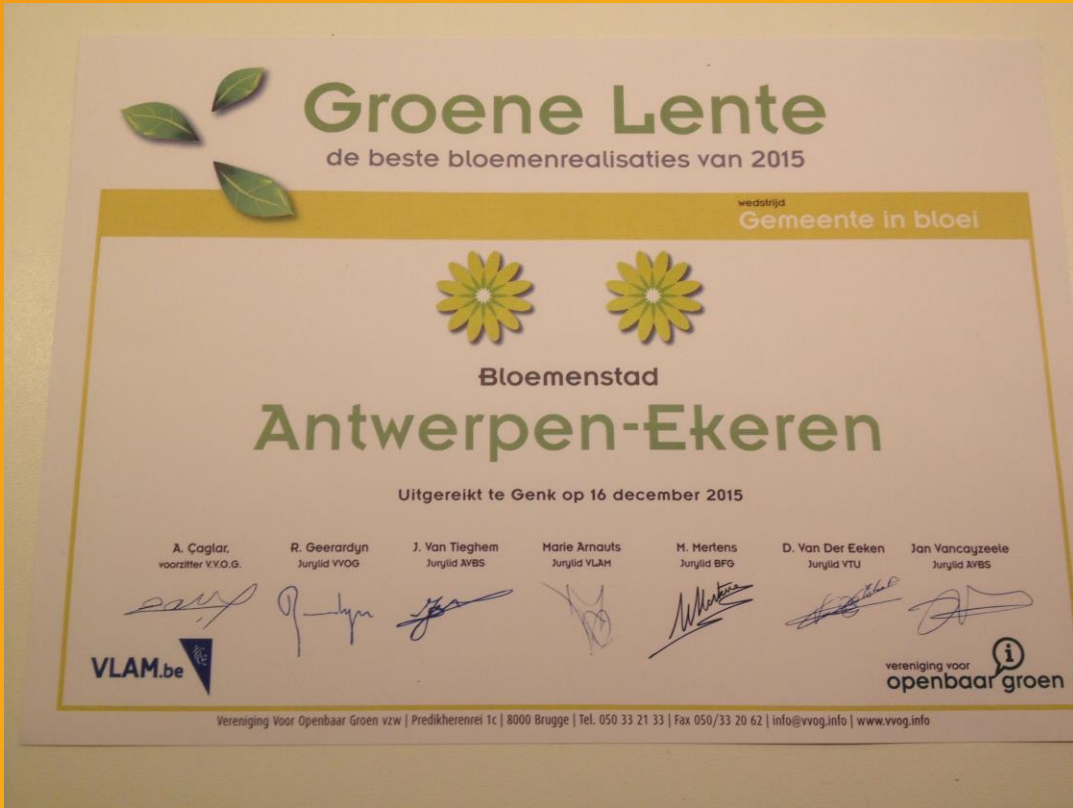 Groene Lente
de beste bloemenrealisaties van 2015
wedstrijd
Gemeente in bloei
Bloemenstad
Antwerpen-Ekeren
Uitgereikt te Genk op 16 december 2015
A. Çaglar,
voorzitter V.V.O.G.
R. Geerardyn
Jurylid VVOG
J. Van Tieghem
Jurylid AVBS
Marie Arnauts
Jurylid VLAM
M. Mertens
Jurylid BFG
D. Van Der Eeken
Jurylid VTU
Jan Vancayzeele
Jurylid AVBS
VLAM.be
vereniging voor
openbaar groen
Vereniging Voor Openbaar Groen vzw | Predikherenrei 1c | 8000 Brugge | Tel. 050 33 21 33 | Fax 050/33 20 62 | info@vvog.info | www.vvog.info